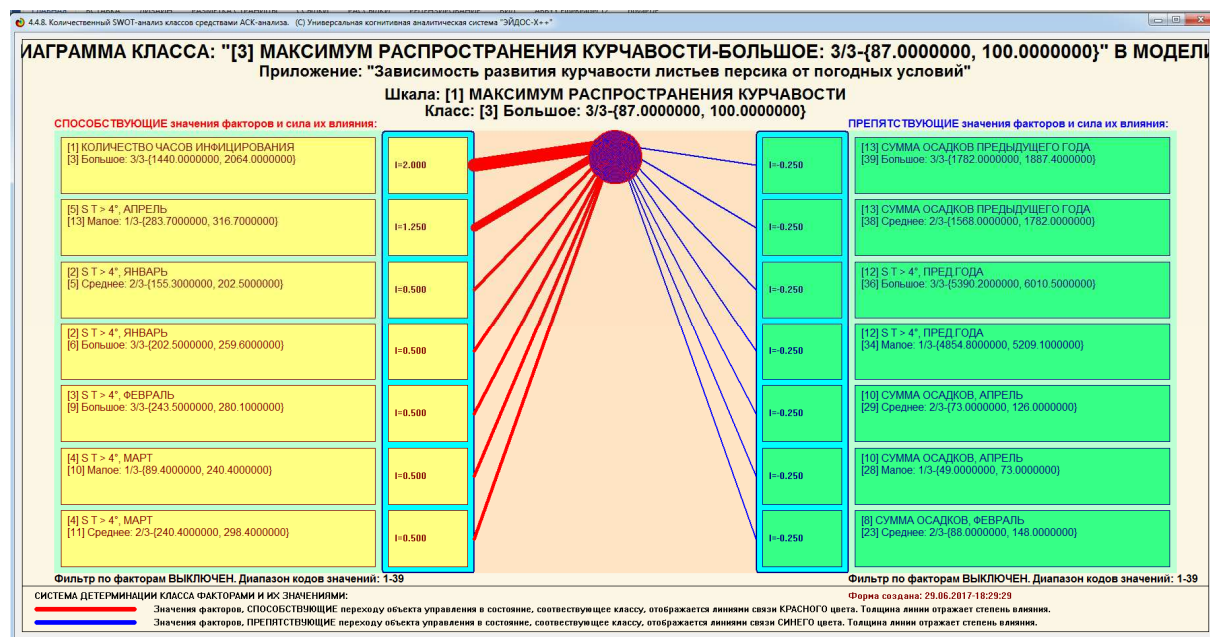 4.4.8. Количественный SWOT-анализ классов средствами АСК-анализа. (C) Универсальная когнитивная аналитическая система "ЭЙДОС-Х++"
ИАГРАММА КЛАССА: "[3] МАКСИМУМ РАСПРОСТРАНЕНИЯ КУРЧАВОСТИ-БОЛЬШОЕ: 3/3-{87.0000000, 100.0000000}" В МОДЕЛИ
Приложение: "Зависимость развития курчавости листьев персика от погодных условий"
Шкала: [1] МАКСИМУМ РАСПРОСТРАНЕНИЯ КУРЧАВОСТИ
Класс: [3] Большое: 3/3-{87.0000000, 100.0000000}
СПОСОБСТВУЮЩИЕ значения факторов и сила их влияния:
[1] КОЛИЧЕСТВО ЧАСОВ ИНФИЦИРОВАНИЯ
[3] Большое: 3/3-{1440.0000000, 2064.0000000}
I=2.000
[5] S T > 4°, АПРЕЛЬ
[13] Малое: 1/3-{283.7000000, 316.7000000}
I=1.250
[2] S T > 4°, ЯНВАРЬ
[5] Среднее: 2/3-{155.3000000, 202.5000000}
I=0.500
[2] S T > 4°, ЯНВАРЬ
[6] Большое: 3/3-{202.5000000, 259.6000000}
I=0.500
[3] S T > 4°, ФЕВРАЛЬ
[9] Большое: 3/3-{243.5000000, 280.1000000}
I=0.500
[4] S T > 4°, МАРТ
[10] Малое: 1/3-{89.4000000, 240.4000000}
I=0.500
[4] S T > 4°, МАРТ
[11] Среднее: 2/3-{240.4000000, 298.4000000}
I=0.500
Фильтр по факторам ВЫКЛЮЧЕН. Диапазон кодов значений: 1-39
ПРЕПЯТСТВУЮЩИЕ значения факторов и сила их влияния:
I=-0.250
[13] СУММА ОСАДКОВ ПРЕДЫДУЩЕГО ГОДА
[39] Большое: 3/3-{1782.0000000, 1887.4000000}
I=-0.250
[13] СУММА ОСАДКОВ ПРЕДЫДУЩЕГО ГОДА
[38] Среднее: 2/3-{1568.0000000, 1782.0000000}
I=-0.250
[12] S T > 4°, ПРЕД.ГОДА
[36] Большое: 3/3-{5390.2000000, 6010.5000000}
I=-0.250
[12] S T > 4°, ПРЕД.ГОДА
[34] Малое: 1/3-{4854.8000000, 5209.1000000}
I=-0.250
[10] СУММА ОСАДКОВ, АПРЕЛЬ
[29] Среднее: 2/3-{73.0000000, 126.0000000}
I=-0.250
[10] СУММА ОСАДКОВ, АПРЕЛЬ
[28] Малое: 1/3-{49.0000000, 73.0000000}
I=-0.250
[8] СУММА ОСАДКОВ, ФЕВРАЛЬ
[23] Среднее: 2/3-{88.0000000, 148.0000000}
Фильтр по факторам ВЫКЛЮЧЕН. Диапазон кодов значений: 1-39
СИСТЕМА ДЕТЕРМИНАЦИИ КЛАССА ФАКТОРАМИ И ИХ ЗНАЧЕНИЯМИ:
Форма создана: 29.06.2017-18:29:29
Значения факторов, СПОСОБСТВУЮЩИЕ переходу объекта управления в состояние, соотвествующее классу, отображается линиями связи КРАСНОГО цвета. Толщина линии отражает степень влияния.
Значения факторов, ПРЕПЯТСТВУЮЩИЕ переходу объекта управления в состояние, соотвествующее классу, отображается линиями связи СИНЕГО цвета. Толщина линии отражает степень влияния.